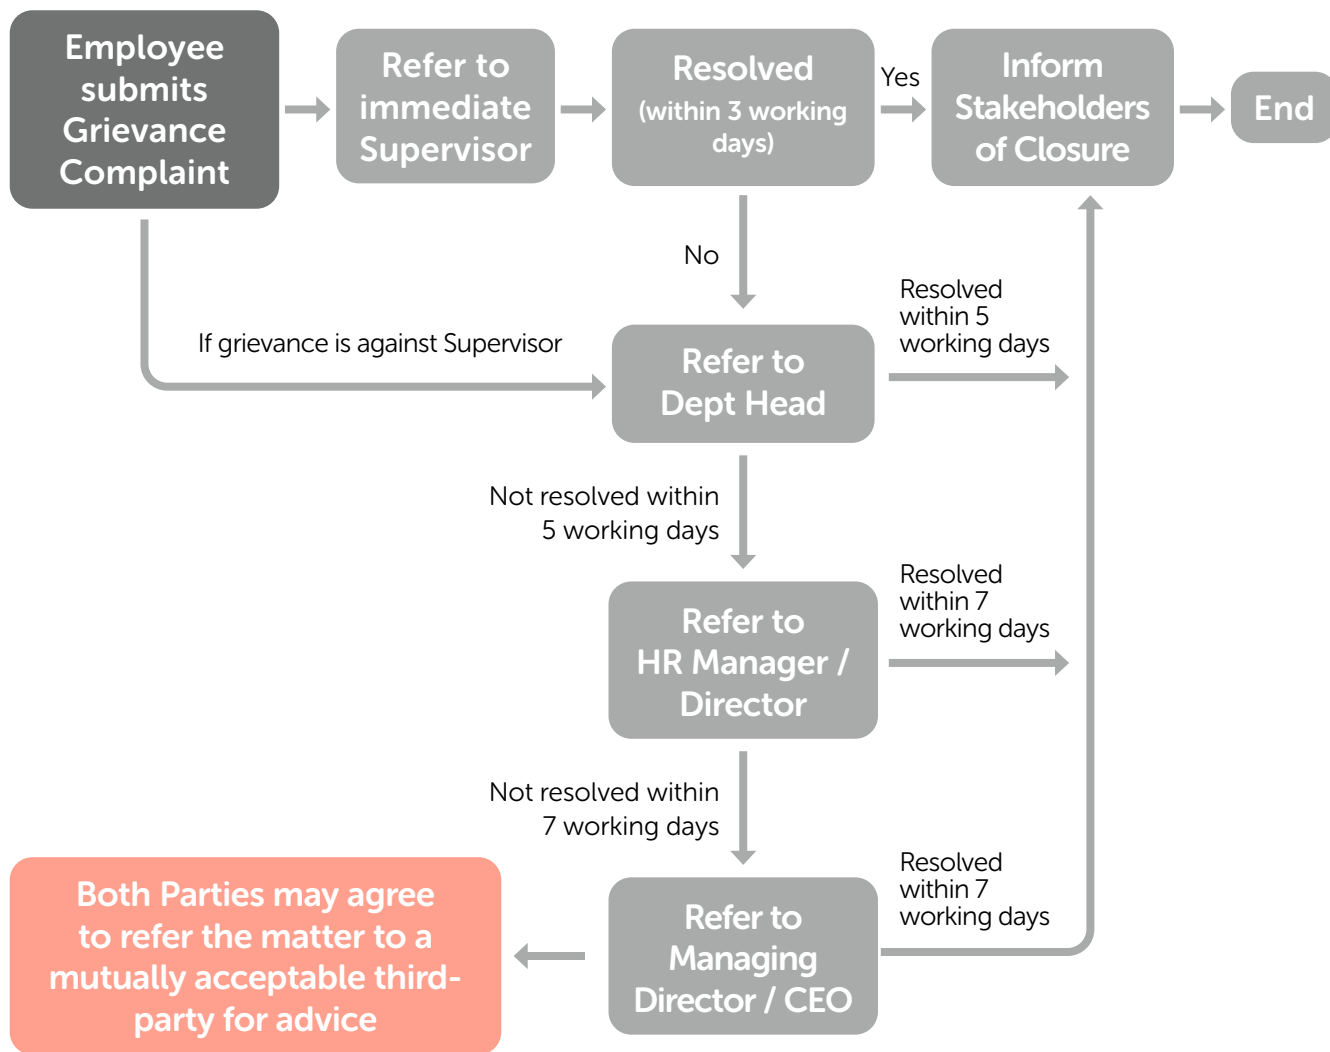 Employee
submits
Grievance
Complaint
Refer to
immediate
Supervisor
Resolved
(within 3 working
days)
Yes
Inform
Stakeholders
of Closure
End
No
If grievance is against Supervisor
Refer to
Dept Head
Resolved
within 5
working days
Not resolved within
5 working days
Refer to
HR Manager /
Director
Resolved
within 7
working days
Not resolved within
7 working days
Refer to
Managing
Director / CEO
Resolved
within 7
working days
Both Parties may agree
to refer the matter to a
mutually acceptable third-
party for advice